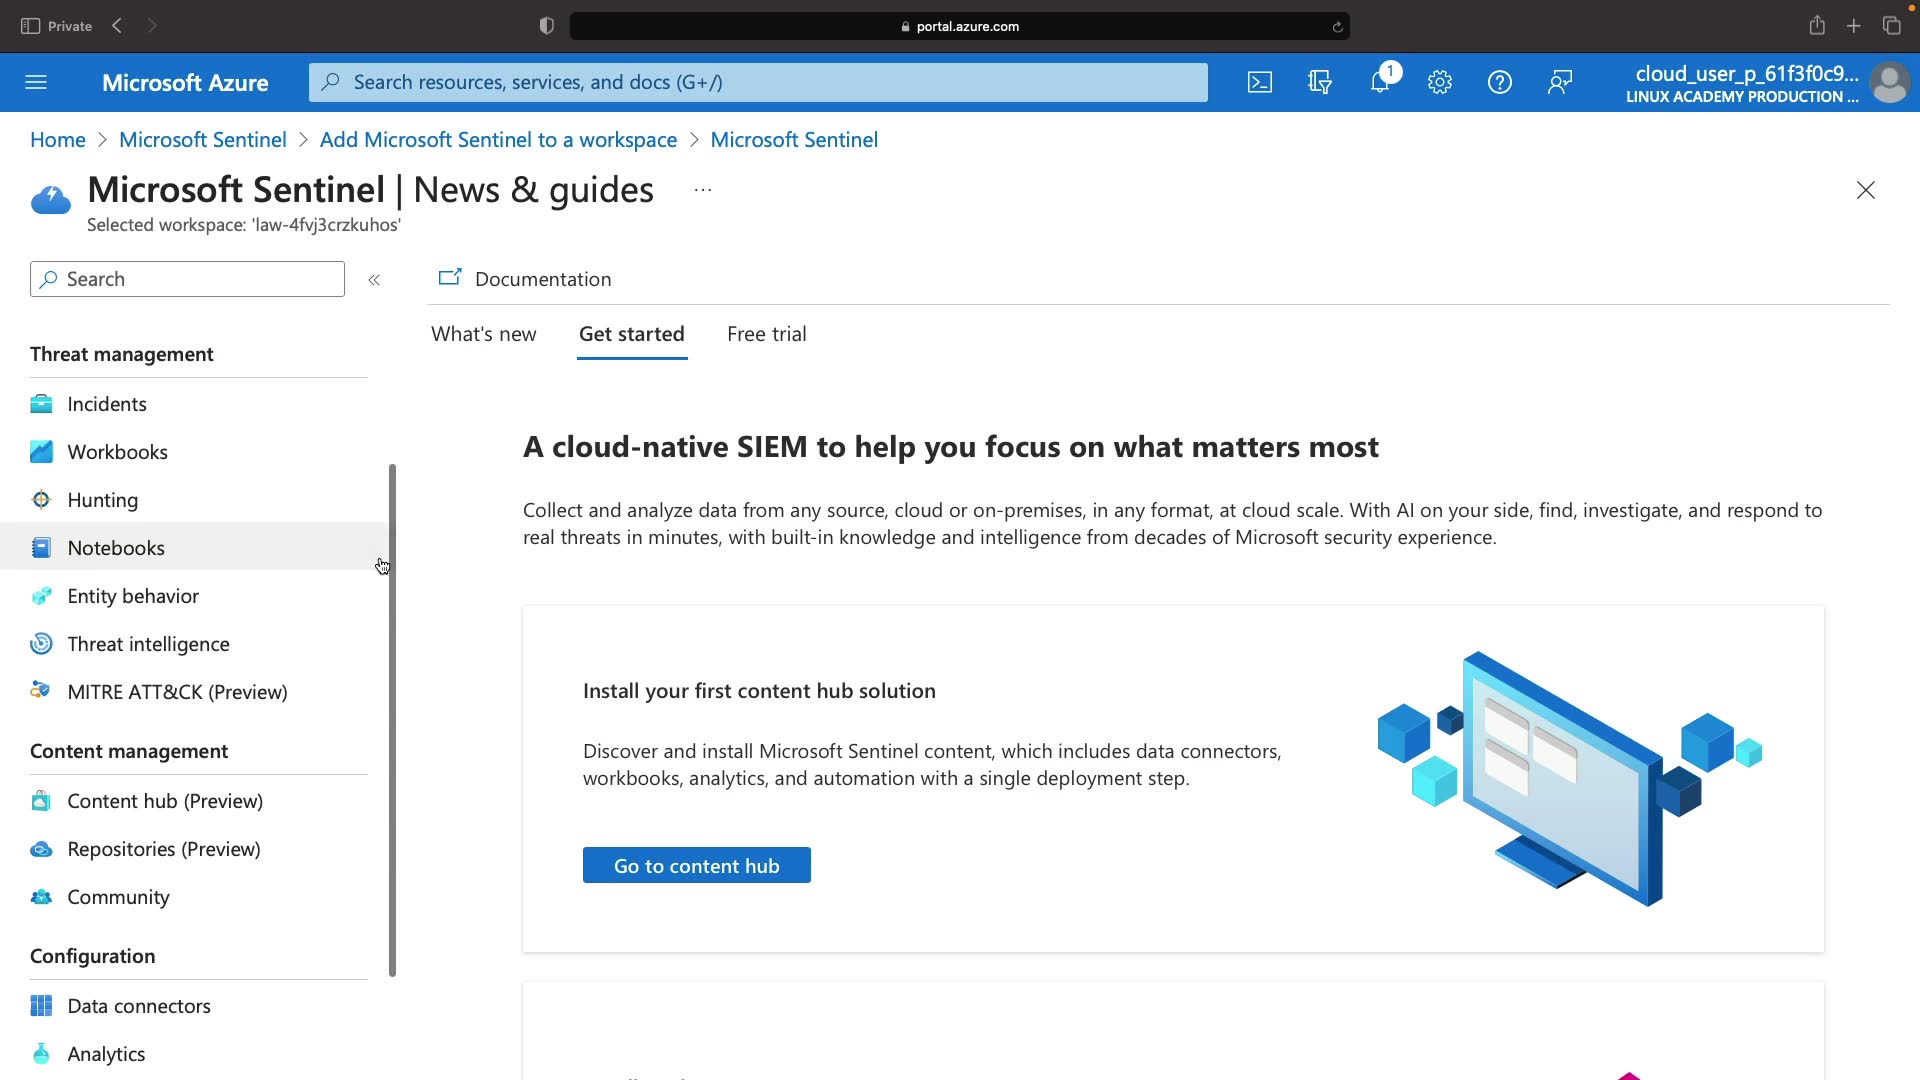 Private
portal.azure.com
Microsoft Azure
Search resources, services, and docs (G+/)
1
cloud_user_p_61f3f0c9...
LINUX ACADEMY PRODUCTION ...
Home > Microsoft Sentinel > Add Microsoft Sentinel to a workspace > Microsoft Sentinel
Microsoft Sentinel | News & guides ...
Selected workspace: 'law-4fvj3crzkuhos'
Search
«
Documentation
What's new
Get started
Free trial
Threat management
Incidents
Workbooks
Hunting
Notebooks
Entity behavior
Threat intelligence
MITRE ATT&CK (Preview)
Content management
Content hub (Preview)
Repositories (Preview)
Community
Configuration
Data connectors
Analytics
A cloud-native SIEM to help you focus on what matters most
Collect and analyze data from any source, cloud or on-premises, in any format, at cloud scale. With AI on your side, find, investigate, and respond to
real threats in minutes, with built-in knowledge and intelligence from decades of Microsoft security experience.
Install your first content hub solution
Discover and install Microsoft Sentinel content, which includes data connectors,
workbooks, analytics, and automation with a single deployment step.
Go to content hub